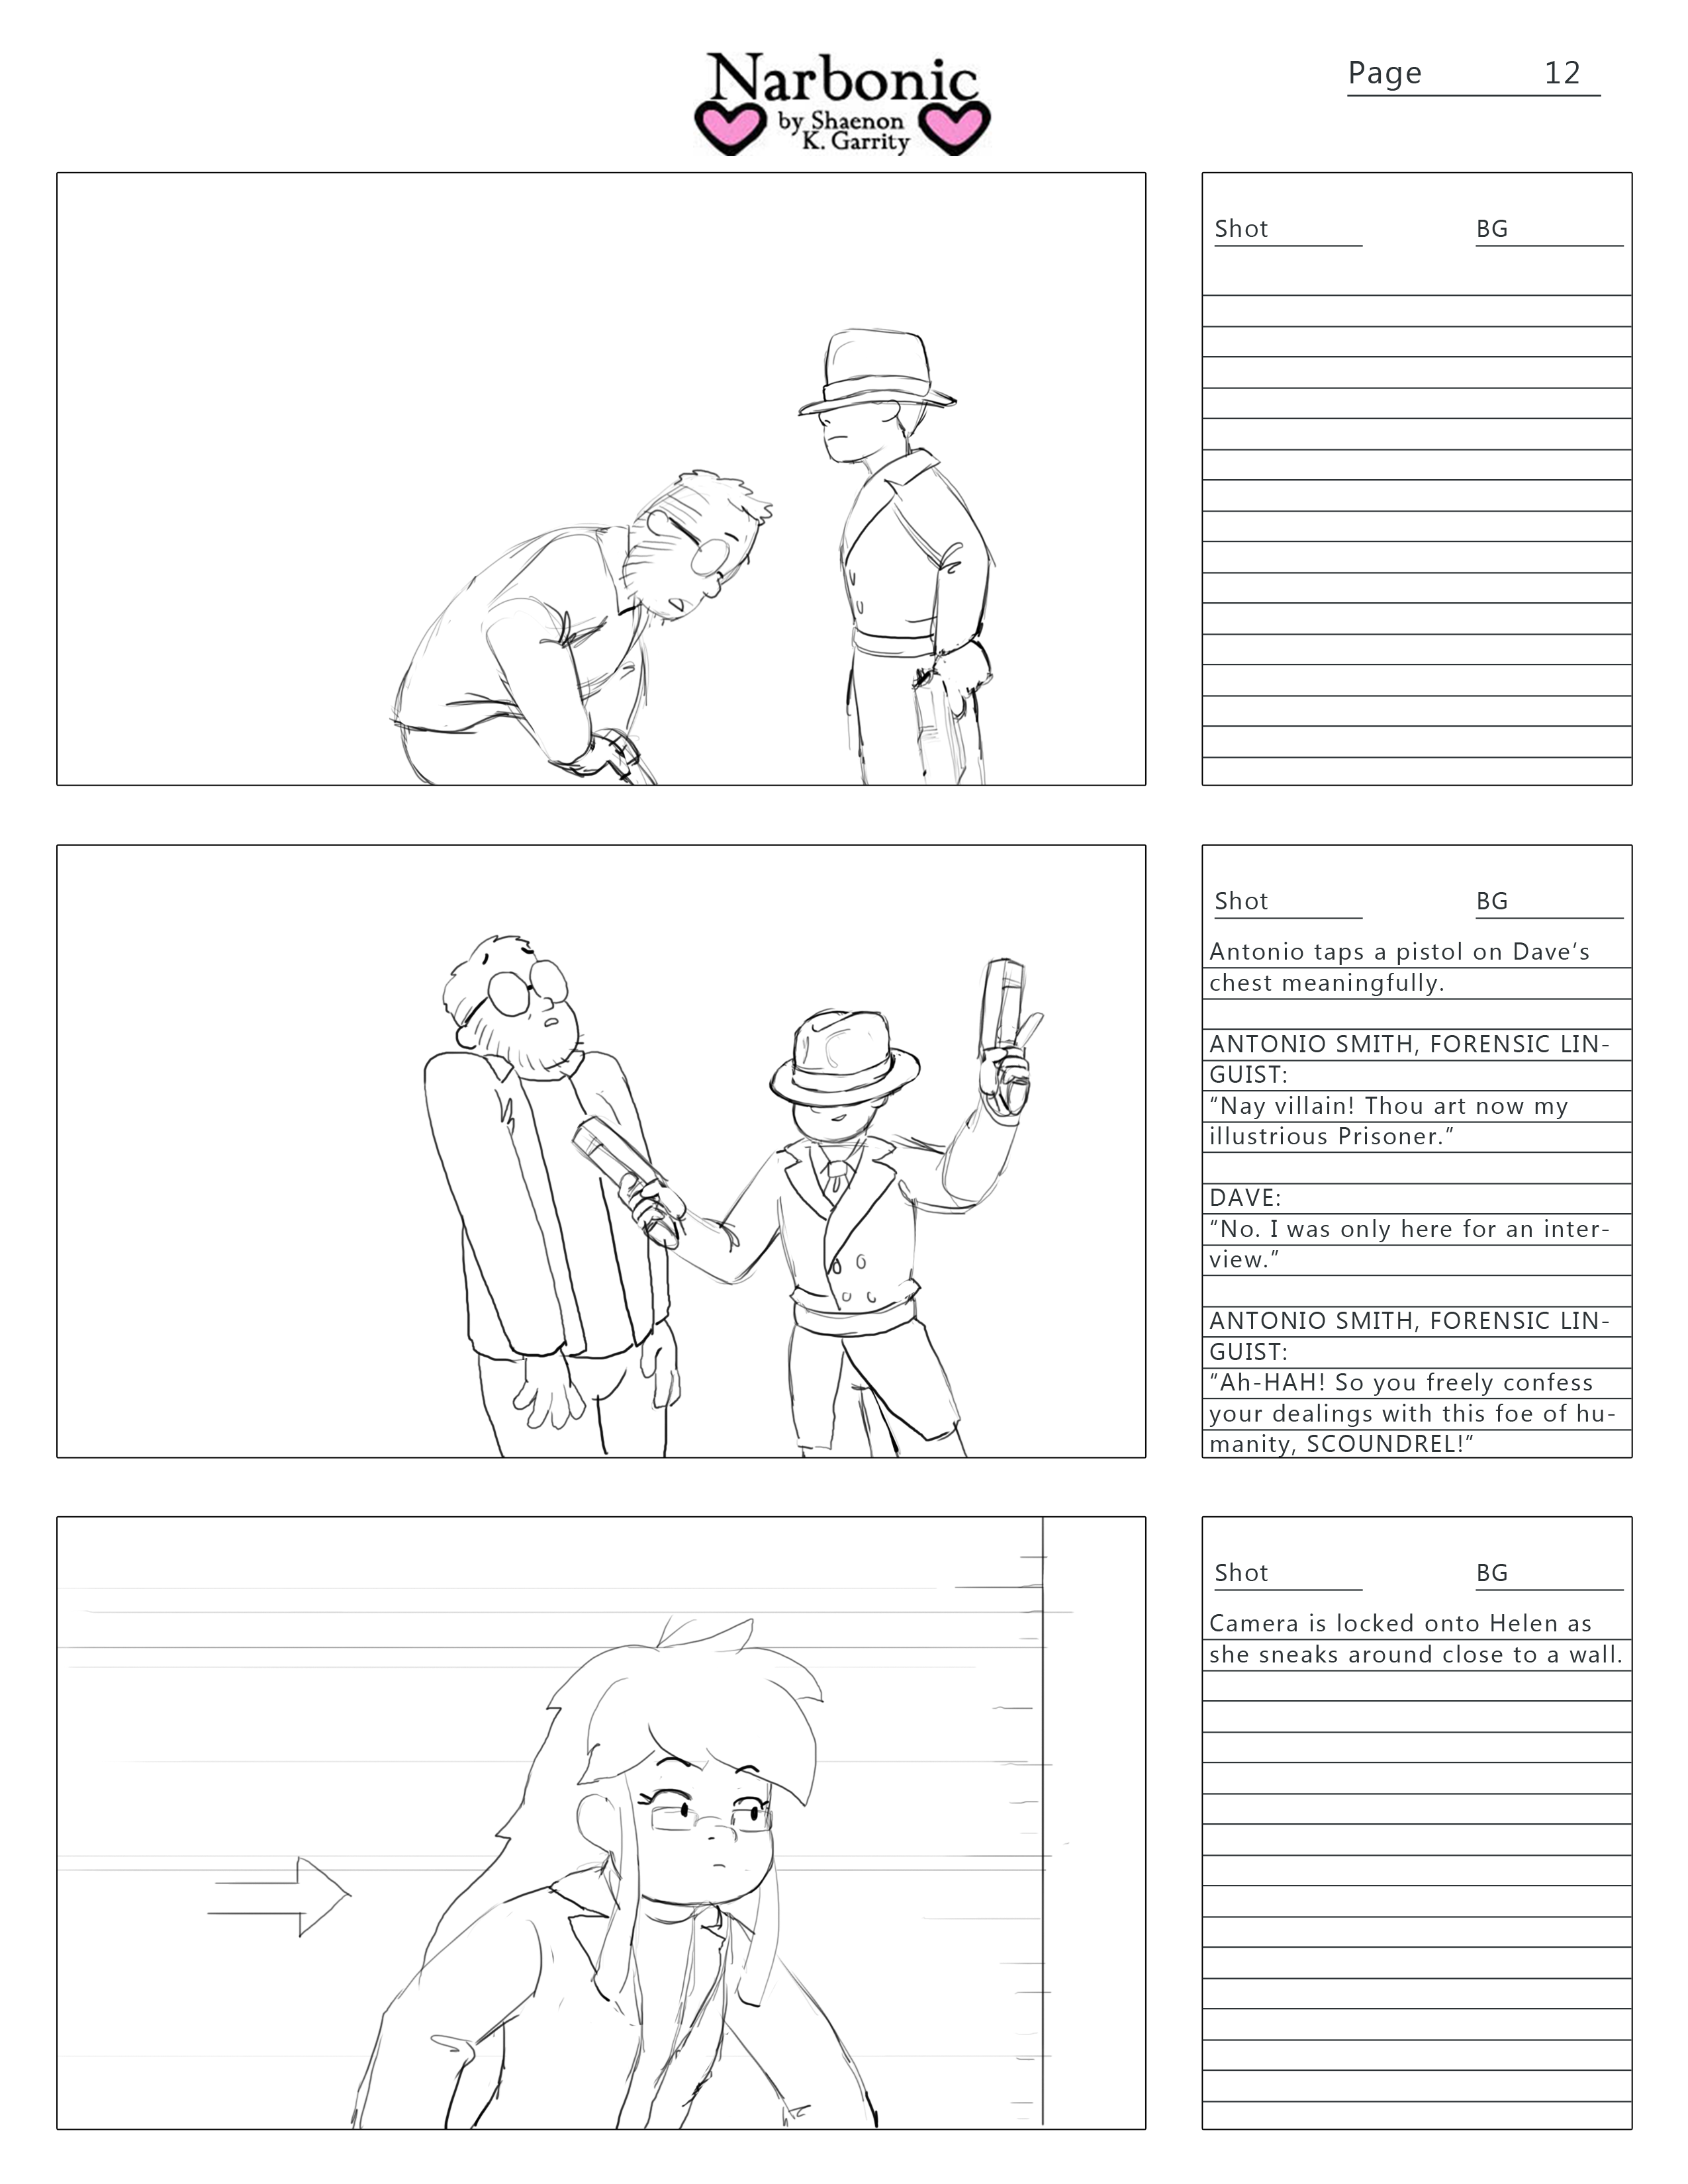 Narbonic
by Shaenon
K. Garrity
Page 12
Shot BG
Shot BG
Antonio taps a pistol on Dave’s
chest meaningfully.
ANTONIO SMITH, FORENSIC LIN-
GUIST:
“Nay villain! Thou art now my
illustrious Prisoner.”
DAVE:
“No. I was only here for an inter-
view.”
ANTONIO SMITH, FORENSIC LIN-
GUIST:
“Ah-HAH! So you freely confess
your dealings with this foe of hu-
manity, SCOUNDREL!”
Shot BG
Camera is locked onto Helen as
she sneaks around close to a wall.